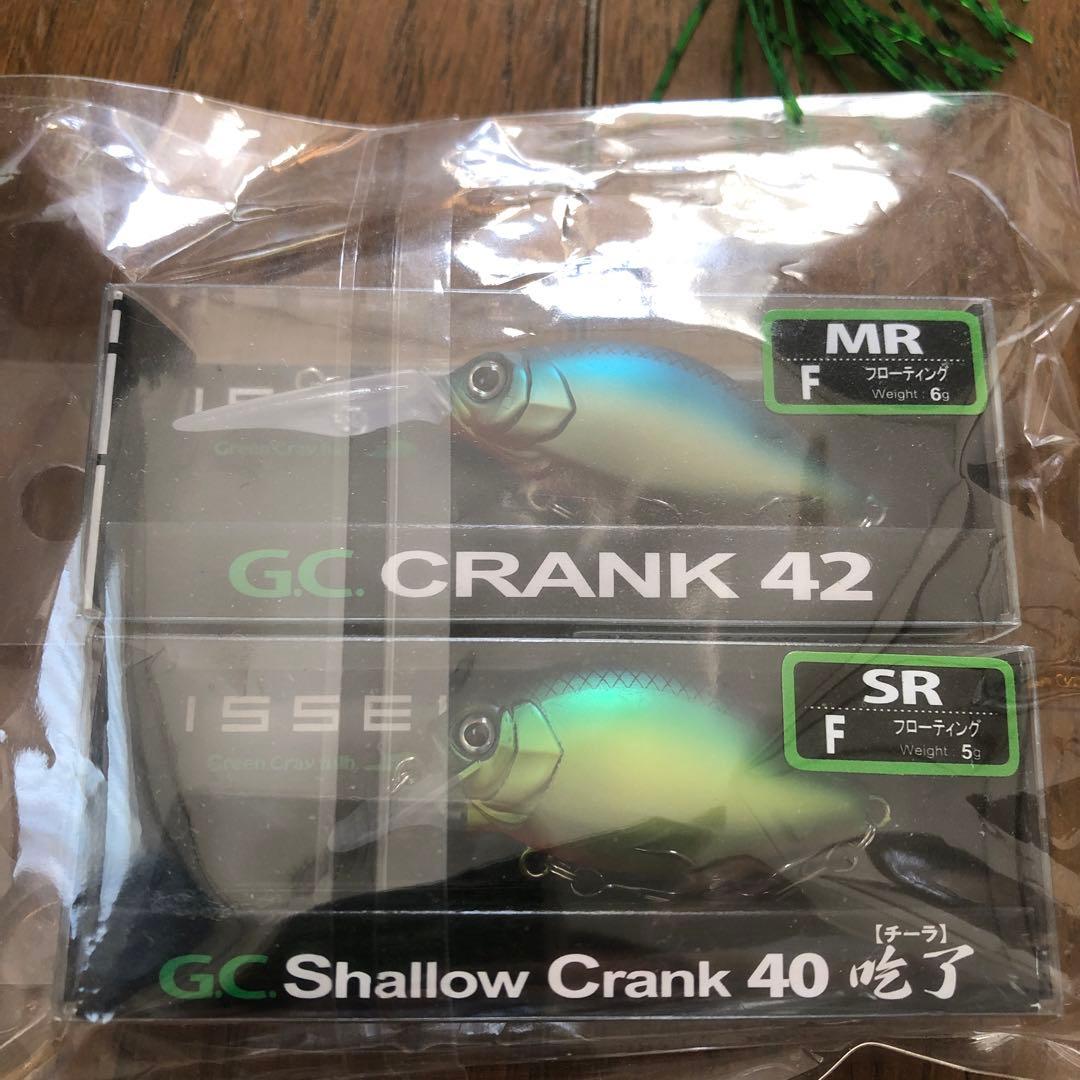 MR
F フローティング
Weight : 6g
ISSEI
Green Cray fish
G.C. CRANK 42
SR
F フローティング
Weight : 5g
ISSEI
Green Cray fish
【チーラ】
G.C. Shallow Crank 40 吃了